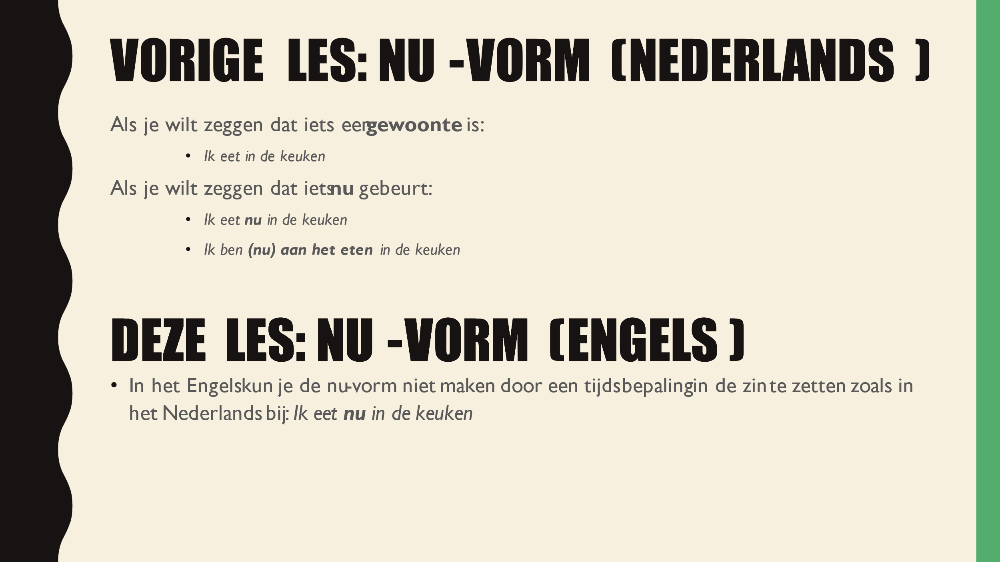 VORIGE LES: NU -VORM (NEDERLANDS )
Als je wilt zeggen dat iets een gewoonte is:
• Ik eet in de keuken
Als je wilt zeggen dat iets nu gebeurt:
• Ik eet nu in de keuken
• Ik ben (nu) aan het eten in de keuken
DEZE LES: NU -VORM (ENGELS )
• In het Engels kun je de nu-vorm niet maken door een tijdsbepaling in de zin te zetten zoals in
het Nederlands bij: Ik eet nu in de keuken